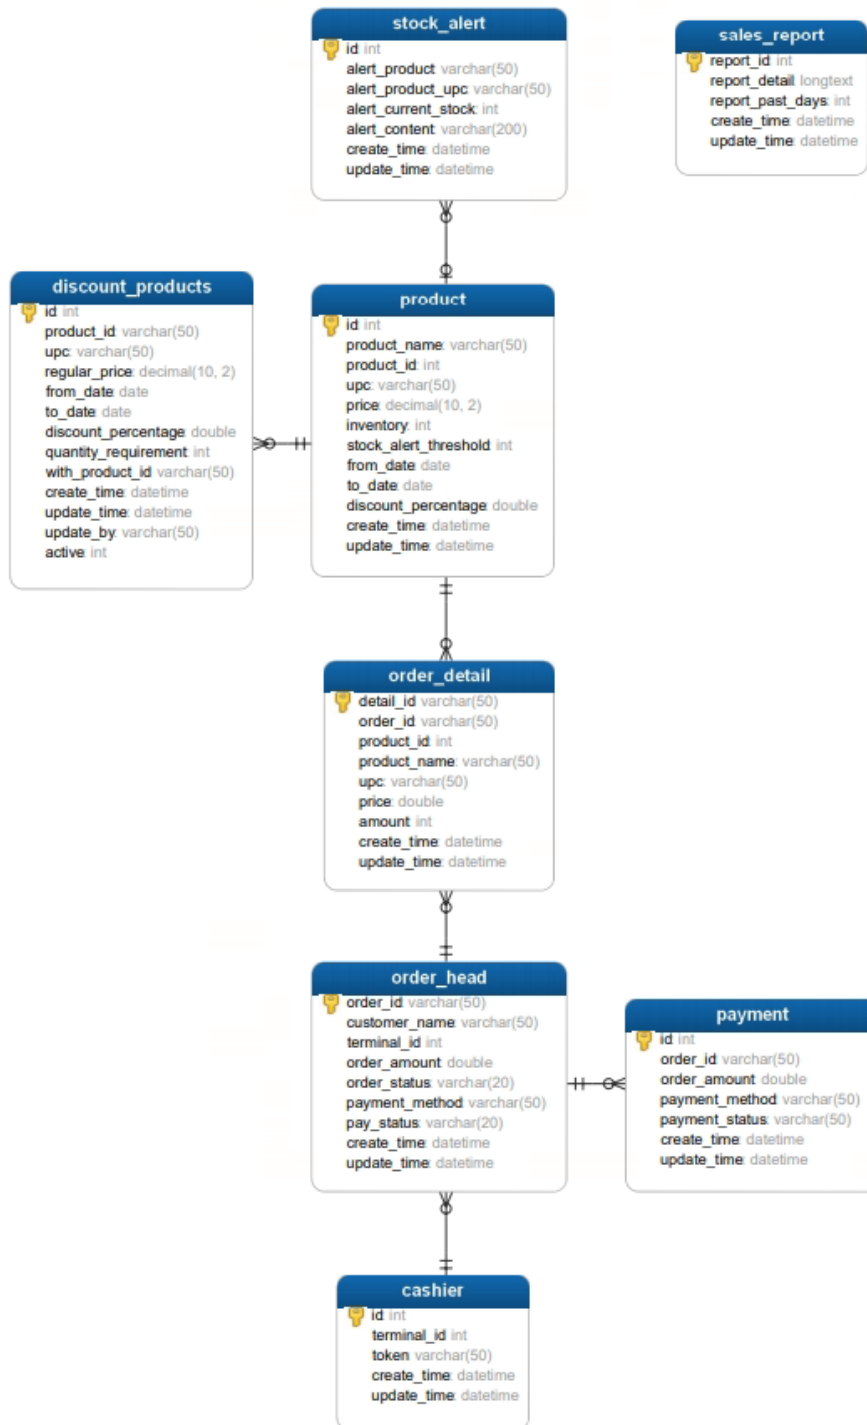 stock_alert
id: int
alert_product: varchar(50)
alert_product_upc: varchar(50)
alert_current_stock: int
alert_content: varchar(200)
create_time: datetime
update_time: datetime
sales_report
report_id: int
report_detail: longtext
report_past_days: int
create_time: datetime
update_time: datetime
discount_products
id: int
product_id: varchar(50)
upc: varchar(50)
regular_price: decimal(10, 2)
from_date: date
to_date: date
discount_percentage: double
quantity_requirement: int
with_product_id: varchar(50)
create_time: datetime
update_time: datetime
update_by: varchar(50)
active: int
product
id: int
product_name: varchar(50)
product_id: int
upc: varchar(50)
price: decimal(10, 2)
inventory: int
stock_alert_threshold: int
from_date: date
to_date: date
discount_percentage: double
create_time: datetime
update_time: datetime
order_detail
detail_id: varchar(50)
order_id: varchar(50)
product_id: int
product_name: varchar(50)
upc: varchar(50)
price: double
amount: int
create_time: datetime
update_time: datetime
order_head
order_id: varchar(50)
customer_name: varchar(50)
terminal_id: int
order_amount: double
order_status: varchar(20)
payment_method: varchar(50)
pay_status: varchar(20)
create_time: datetime
update_time: datetime
payment
id: int
order_id: varchar(50)
order_amount: double
payment_method: varchar(50)
payment_status: varchar(50)
create_time: datetime
update_time: datetime
cashier
id: int
terminal_id: int
token: varchar(50)
create_time: datetime
update_time: datetime